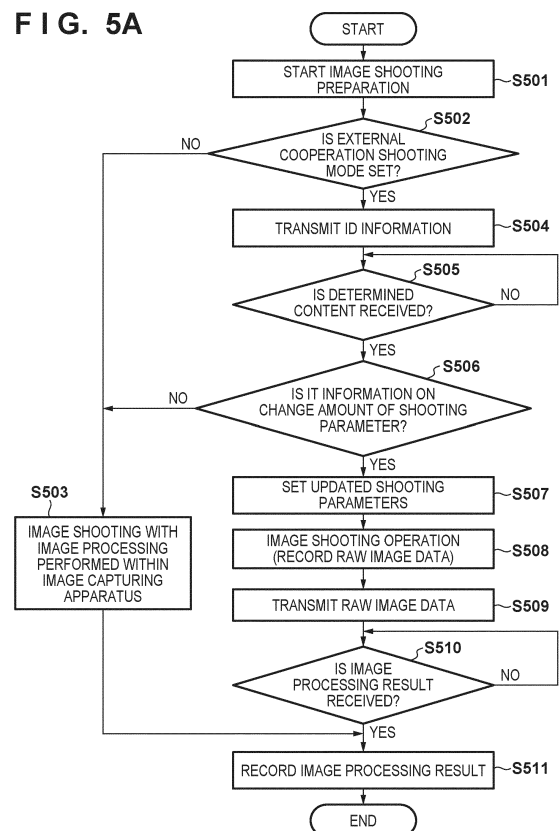 FIG. 5A
START
START IMAGE SHOOTING
PREPARATION
S501
S502
IS EXTERNAL
COOPERATION SHOOTING
MODE SET?
NO
YES
TRANSMIT ID INFORMATION
S504
S505
IS DETERMINED
CONTENT RECEIVED?
NO
YES
S506
IS IT INFORMATION ON
CHANGE AMOUNT OF SHOOTING
PARAMETER?
NO
YES
S503
IMAGE SHOOTING WITH
IMAGE PROCESSING
PERFORMED WITHIN
IMAGE CAPTURING
APPARATUS
SET UPDATED SHOOTING
PARAMETERS
S507
IMAGE SHOOTING OPERATION
(RECORD RAW IMAGE DATA)
S508
TRANSMIT RAW IMAGE DATA
S509
S510
IS IMAGE
PROCESSING RESULT
RECEIVED?
NO
YES
RECORD IMAGE PROCESSING RESULT
S511
END